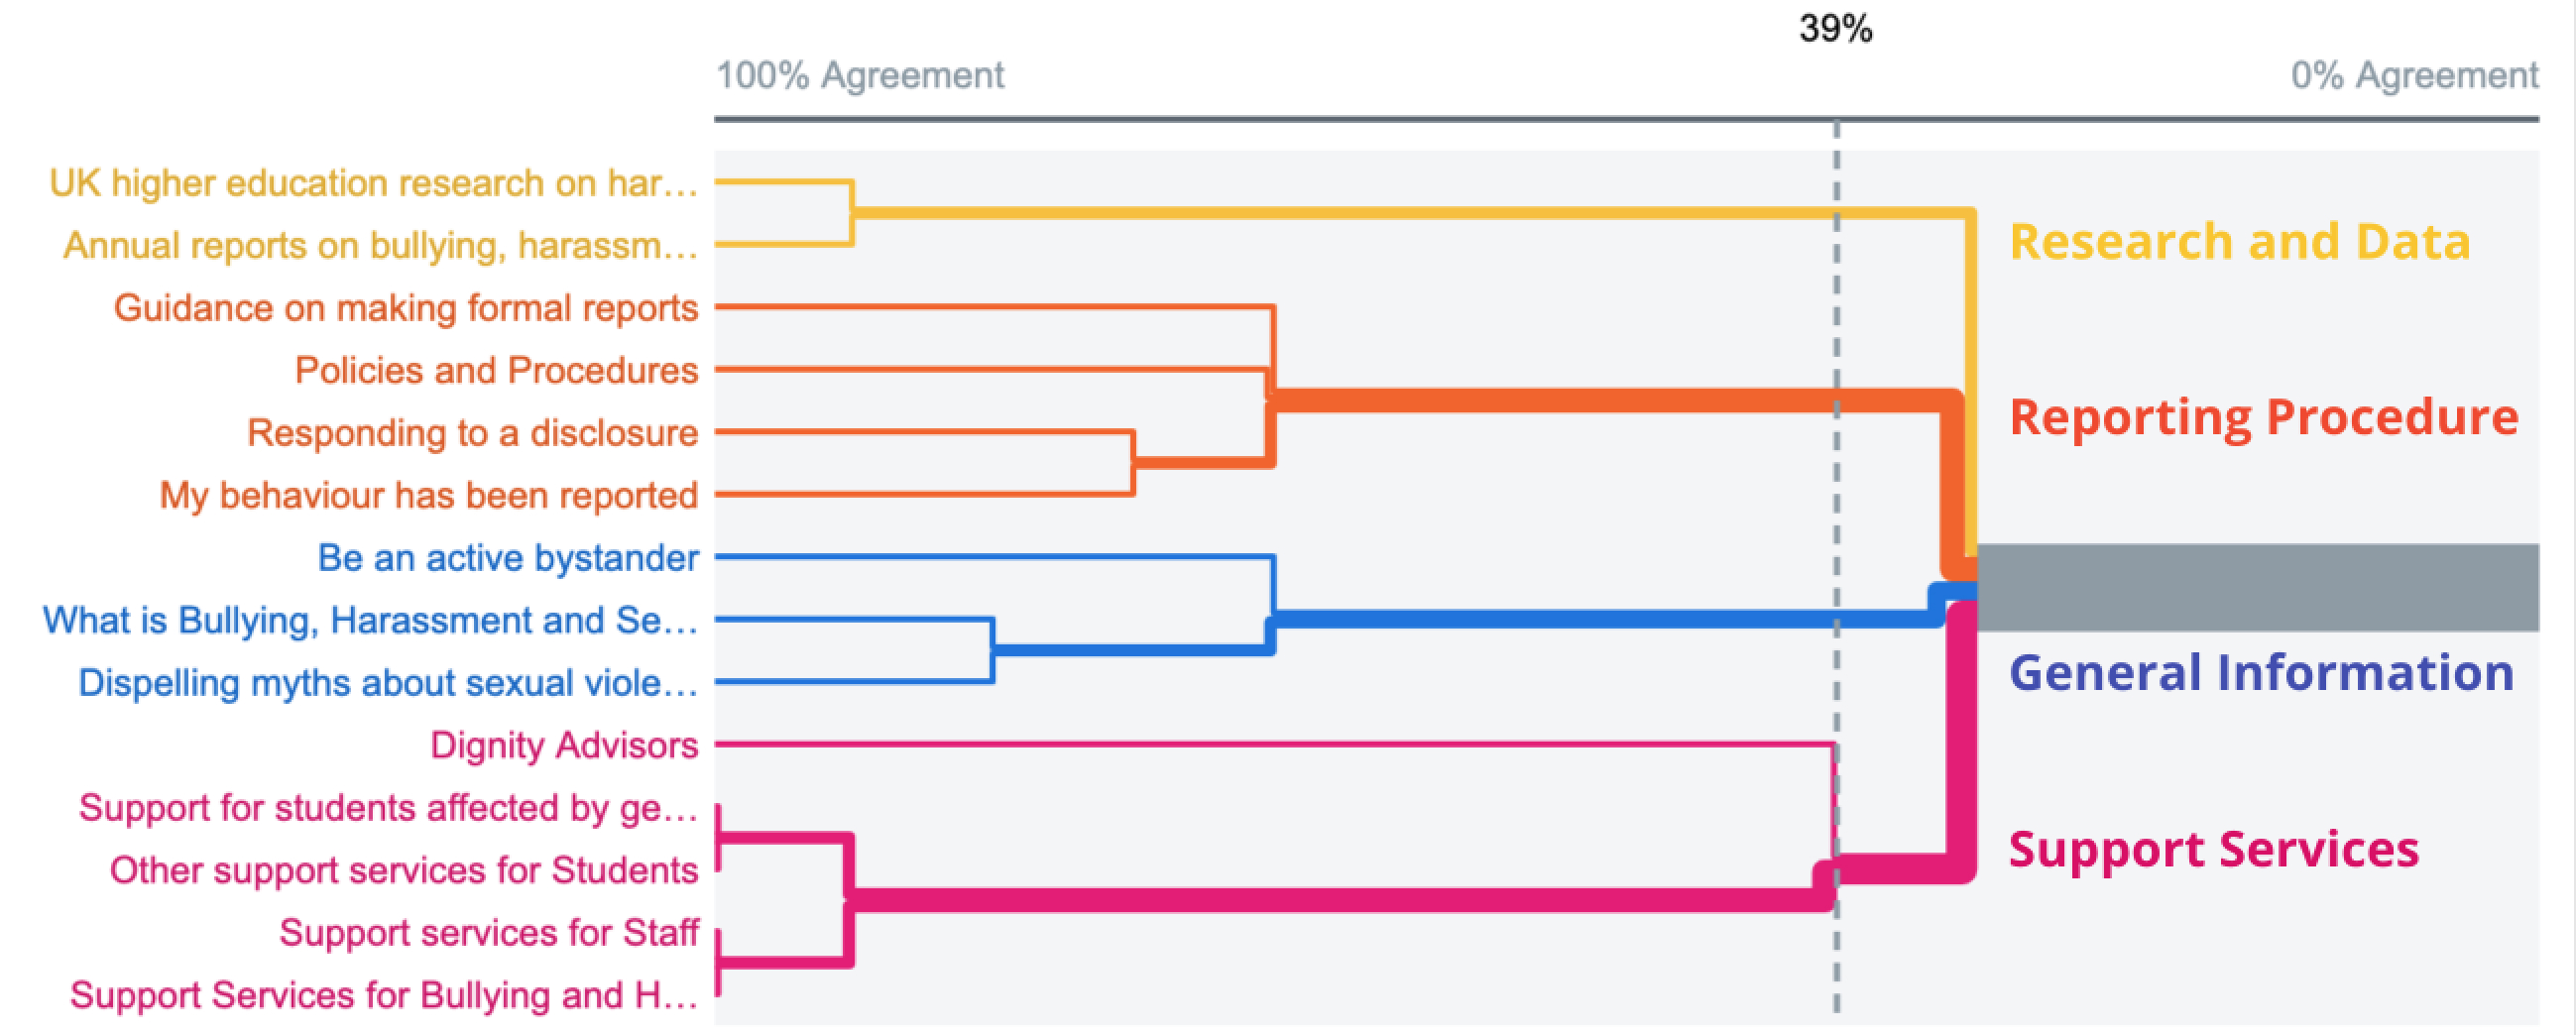 39%
100% Agreement
0% Agreement
UK higher education research on har...
Annual reports on bullying, harassm...
Research and Data
Guidance on making formal reports
Policies and Procedures
Reporting Procedure
Responding to a disclosure
My behaviour has been reported
Be an active bystander
What is Bullying, Harassment and Se...
Dispelling myths about sexual viole...
General Information
Dignity Advisors
Support for students affected by ge...
Other support services for Students
Support Services
Support services for Staff
Support Services for Bullying and H...